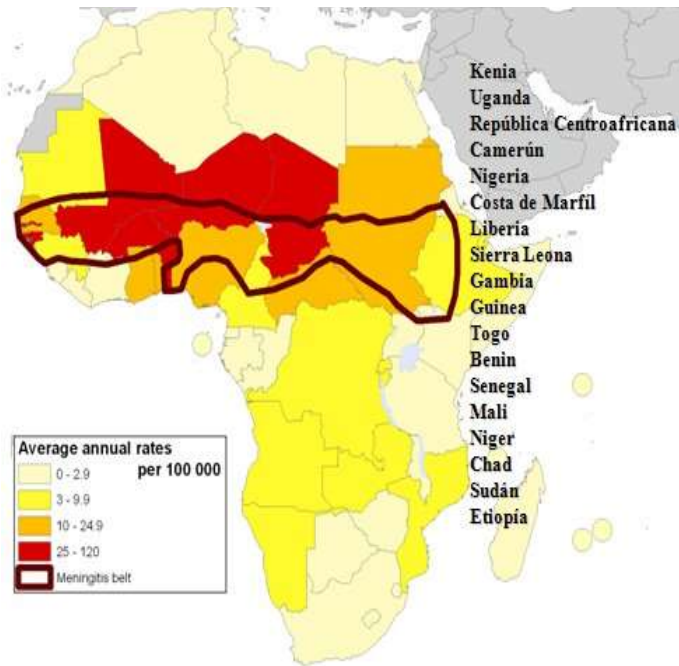 Kenia
Uganda
República Centroafricana
Camerún
Nigeria
Costa de Marfil
Liberia
Sierra Leona
Gambia
Guinea
Togo
Benin
Senegal
Mali
Niger
Chad
Sudán
Etiopía
Average annual rates
per 100 000
0 - 2.9
3 - 9.9
10 - 24.9
25 - 120
Meningitis belt